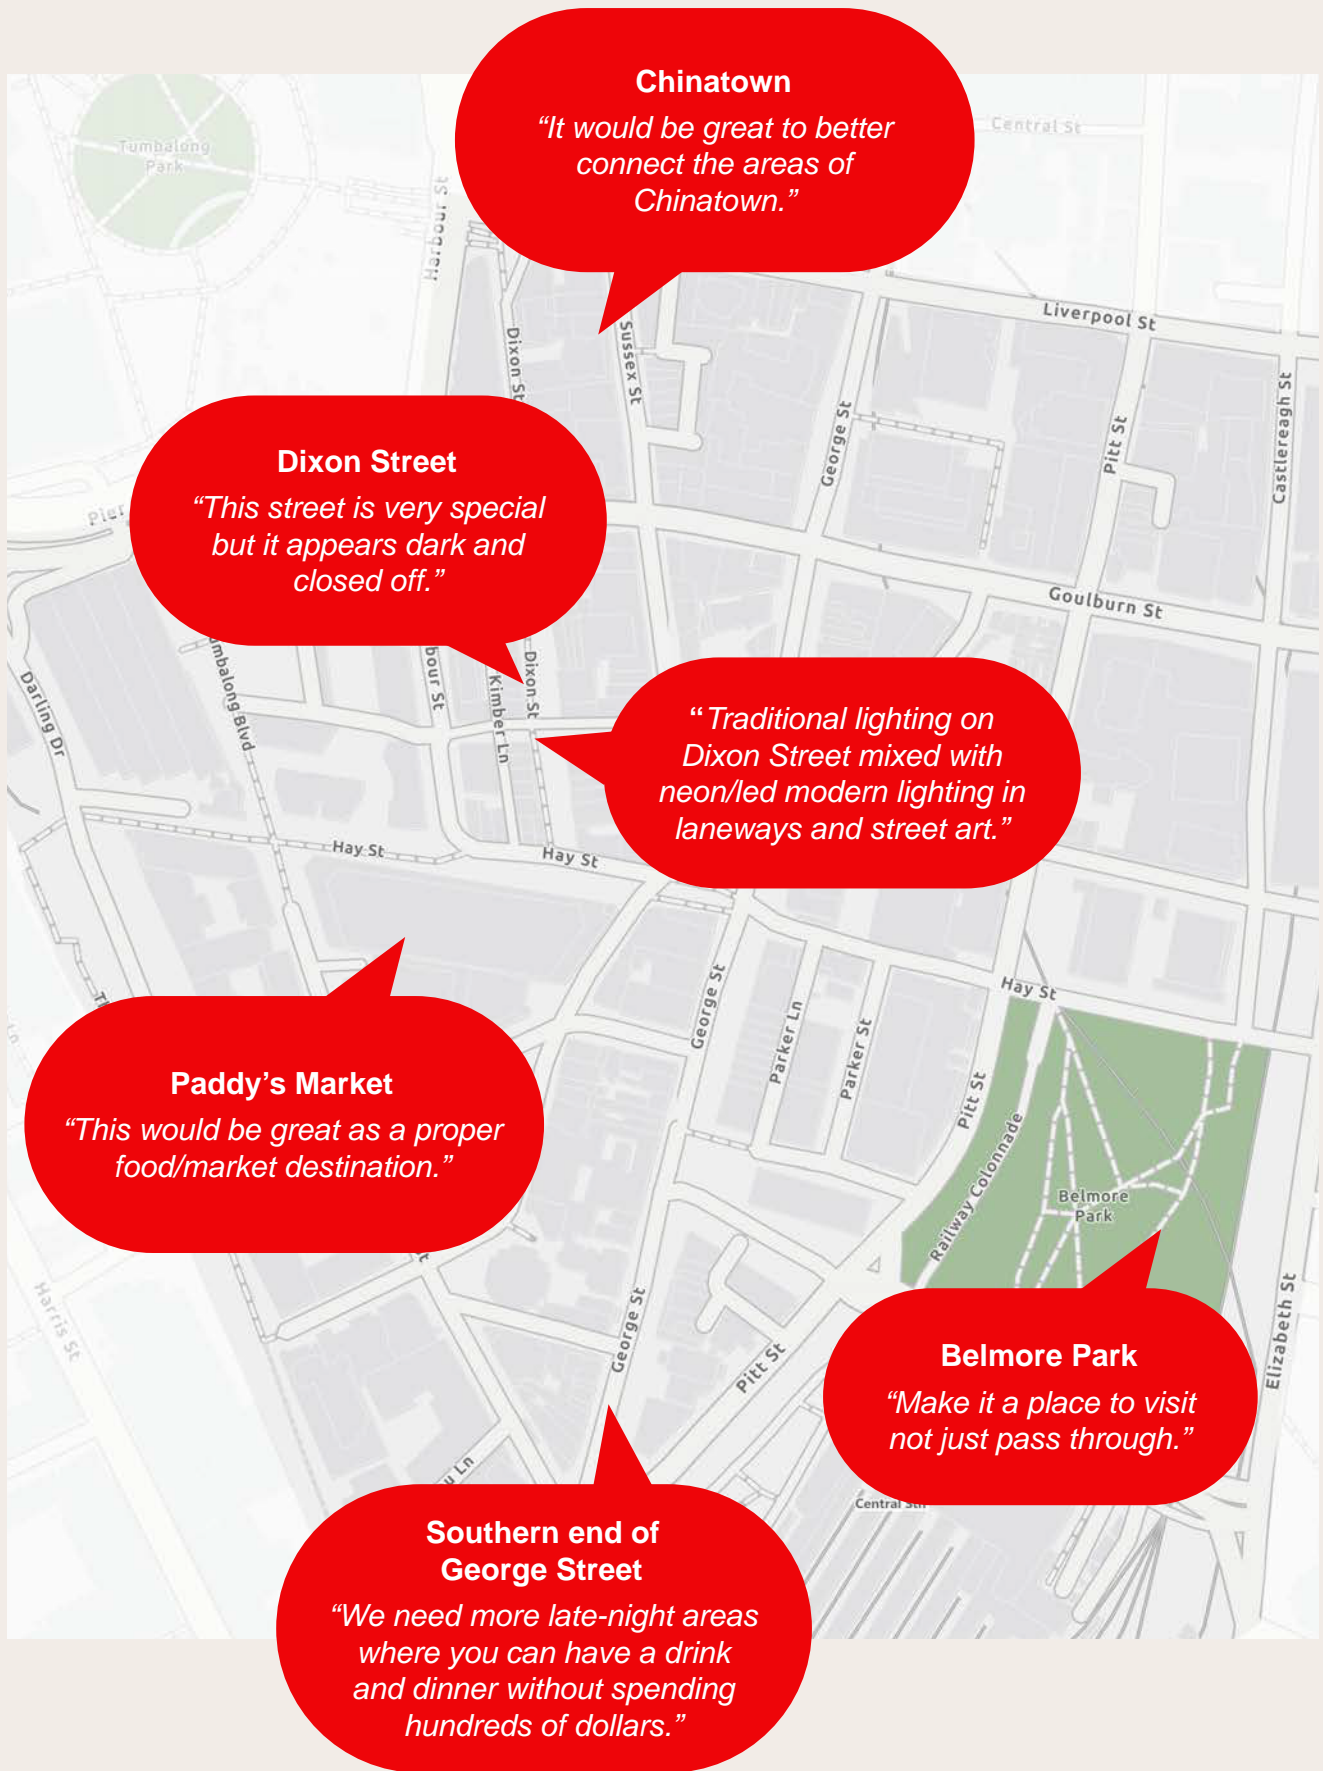 Chinatown
“It would be great to better
connect the areas of
Chinatown.”
Tumbalong
Park
Central St
Harbour St
Liverpool St
Dixon St
Sussex St
George St
Pitt St
Castlereagh St
Dixon Street
“This street is very special
but it appears dark and
closed off.”
Pier
Goulburn St
Darling Dr
mbalong Blvd
bour St
Kimber Ln
Dixon St
“Traditional lighting on
Dixon Street mixed with
neon/led modern lighting in
laneways and street art.”
Hay St
Hay St
Hay St
George St
Parker Ln
Parker St
Pitt St
Railway Colonnade
Belmore
Park
Paddy’s Market
“This would be great as a proper
food/market destination.”
Harris St
George St
Pitt St
Elizabeth St
Belmore Park
“Make it a place to visit
not just pass through.”
Central Stn
Southern end of
George Street
“We need more late-night areas
where you can have a drink
and dinner without spending
hundreds of dollars.”